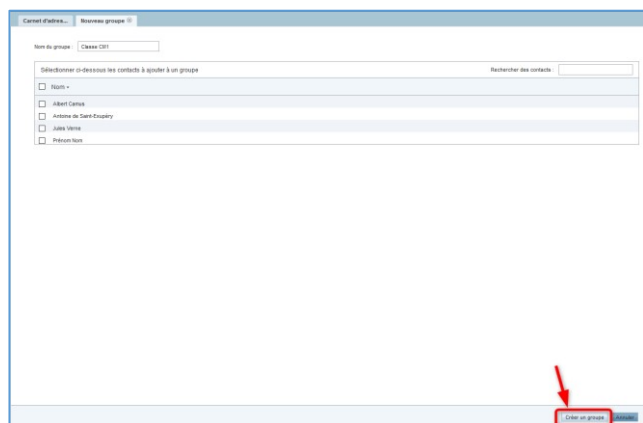 Carnet d'adres... Nouveau groupe
Nom du groupe : Classe CM1
Sélectionner ci-dessous les contacts à ajouter à un groupe Rechercher des contacts :
Nom
Albert Camus
Antoine de Saint-Exupéry
Jules Verne
Prénom Nom
Créer un groupe Annuler